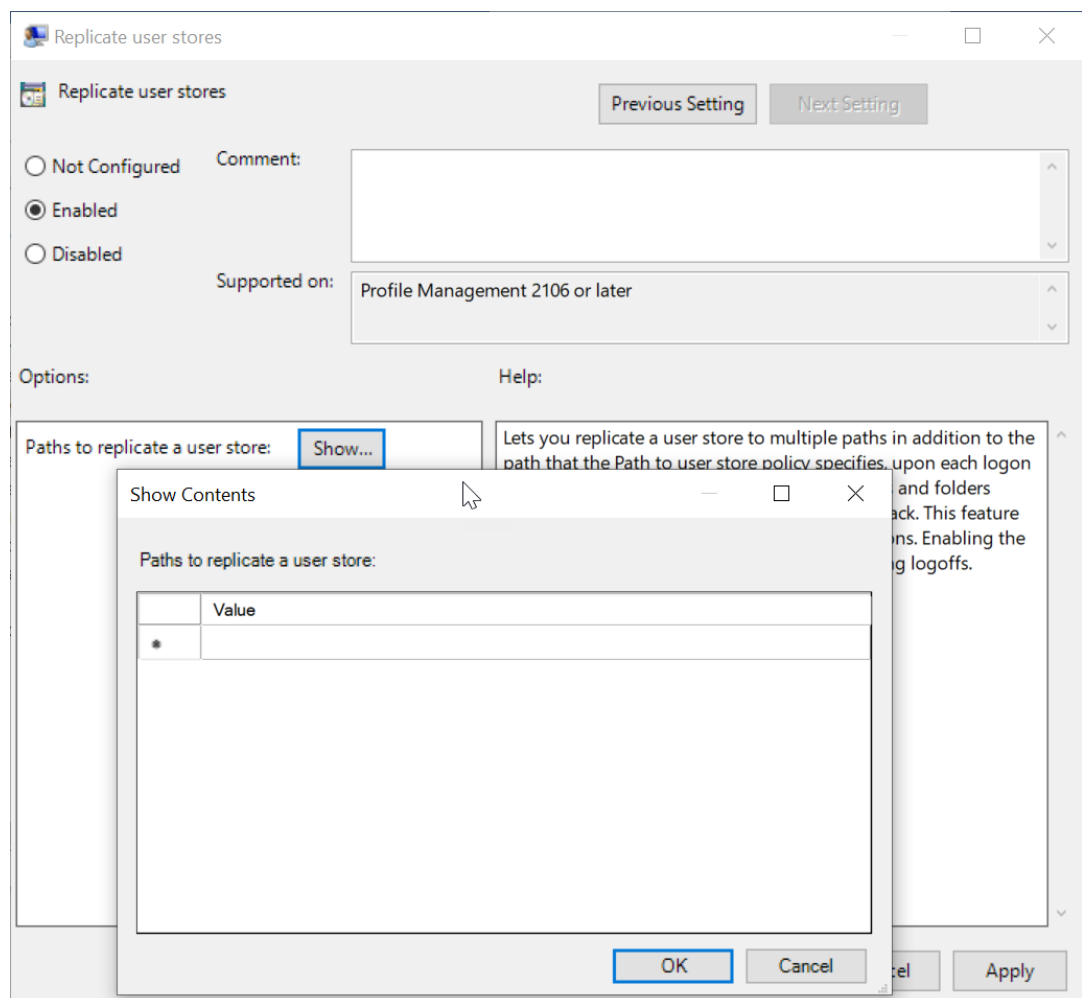 Replicate user stores
Replicate user stores
Previous Setting
Next Setting
Not Configured
Comment:
Enabled
Disabled
Supported on:
Profile Management 2106 or later
Options:
Help:
Paths to replicate a user store:
Show...
Lets you replicate a user store to multiple paths in addition to the
path that the Path to user store policy specifies, upon each logon
and folders
This feature
Enabling the
logoffs.
Show Contents
Paths to replicate a user store:
Value
OK
Cancel
Apply